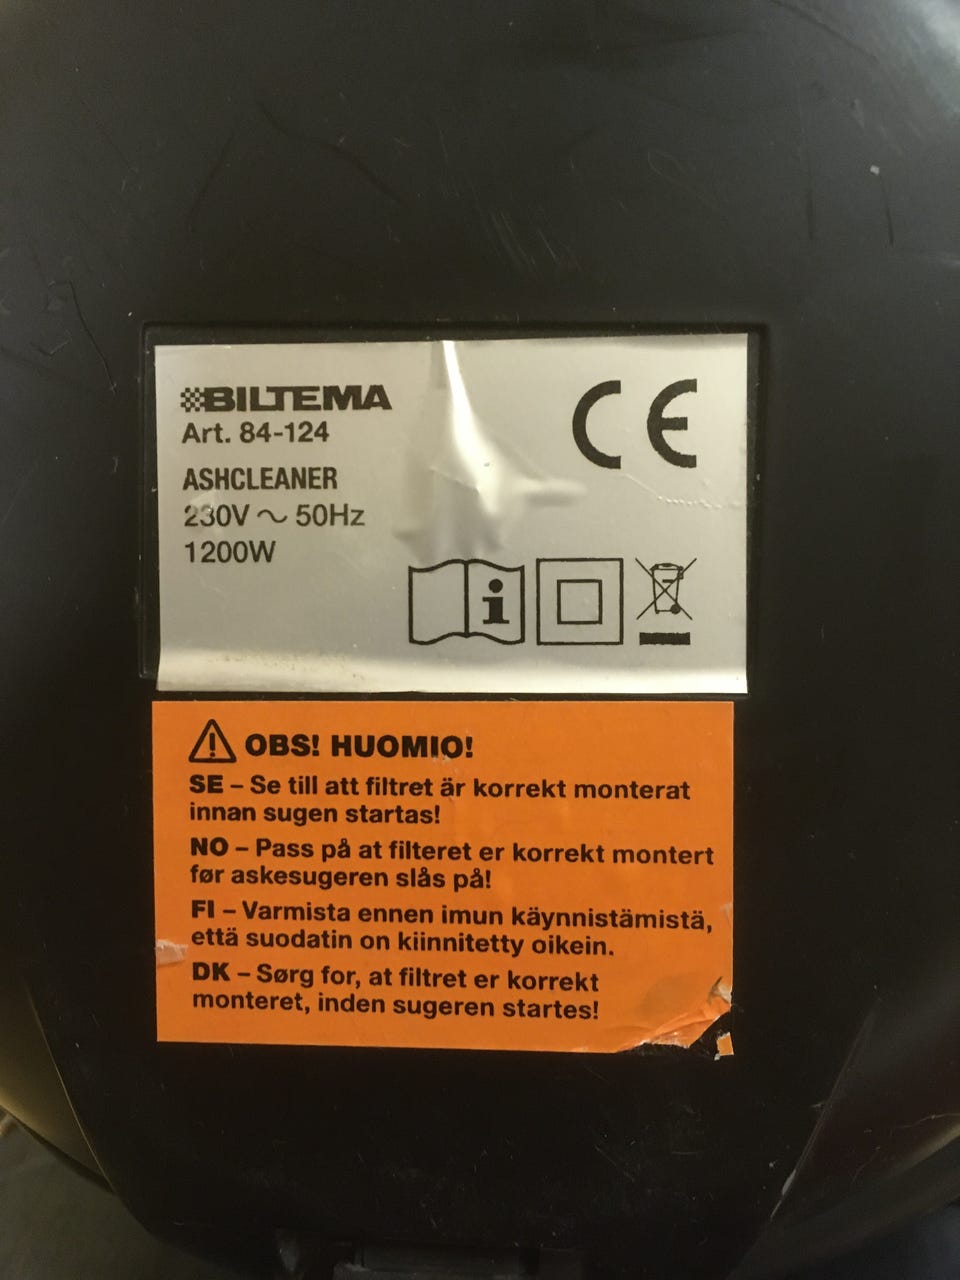 BILTEMA
Art. 84-124
ASHCLEANER
230V ~ 50Hz
1200W
CE
i
OBS! HUOMIO!
SE – Se till att filtret är korrekt monterat
innan sugen startas!
NO – Pass på at filteret er korrekt montert
før askesugeren slås på!
FI – Varmista ennen imun käynnistämistä,
että suodatin on kiinnitetty oikein.
DK – Sørg for, at filtret er korrekt
monteret, inden sugeren startes!